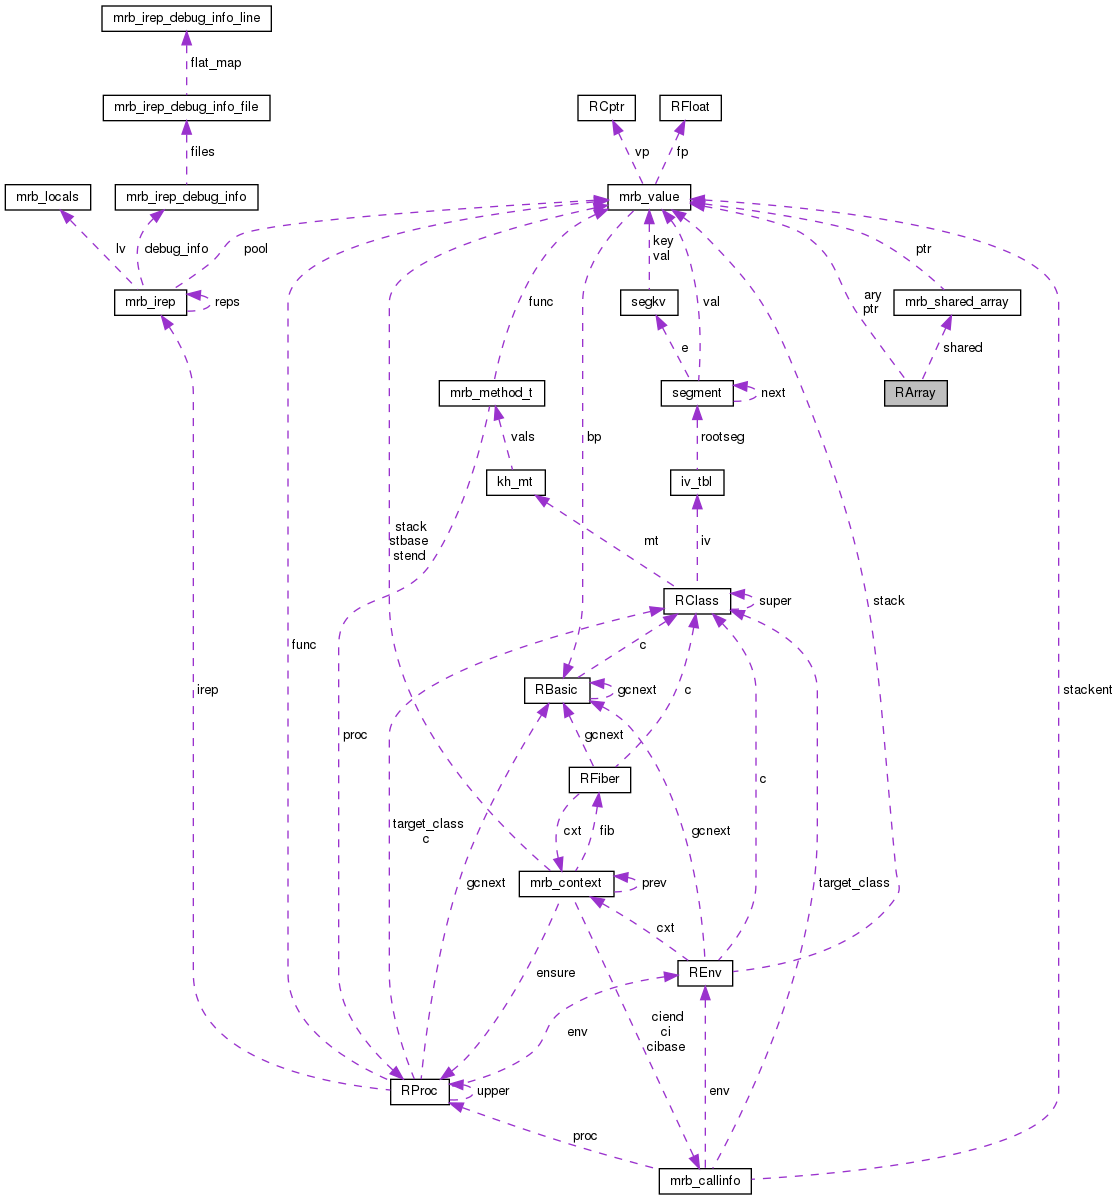 mrb_irep_debug_info_line
flat_map
mrb_irep_debug_info_file
RCptr
RFloat
files
vp
fp
mrb_locals
mrb_irep_debug_info
mrb_value
lv
debug_info
pool
key
val
ptr
mrb_irep
reps
func
segkv
val
ary
ptr
mrb_shared_array
e
shared
mrb_method_t
segment
next
RArray
bp
vals
rootseg
kh_mt
iv_tbl
stack
stbase
stend
mt
iv
RClass
super
stack
func
c
irep
RBasic
gcnext
c
stackent
proc
gcnext
RFiber
c
target_class
c
cxt
fib
gcnext
gcnext
mrb_context
prev
target_class
cxt
ensure
REnv
env
ciend
ci
cibase
RProc
upper
env
proc
mrb_callinfo